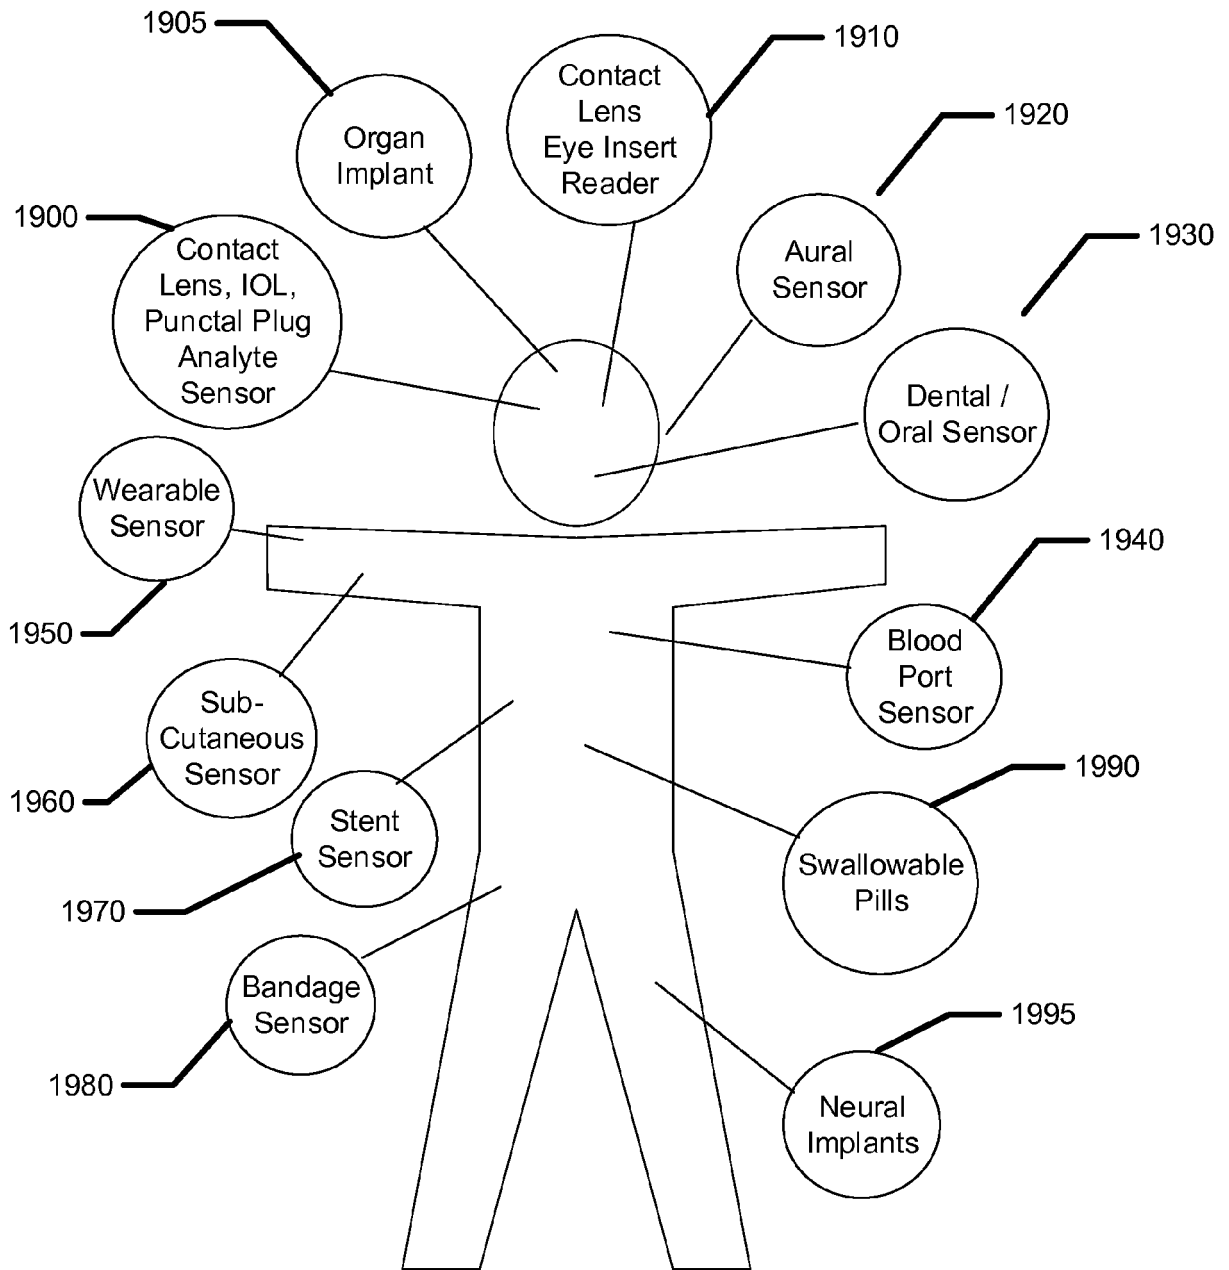 1905
Organ
Implant
1910
Contact
Lens
Eye Insert
Reader
1920
Aural
Sensor
1900
Contact
Lens, IOL,
Punctal Plug
Analyte
Sensor
1930
Dental /
Oral Sensor
Wearable
Sensor
1950
1940
Blood
Port
Sensor
Sub-
Cutaneous
Sensor
1960
Stent
Sensor
1970
1990
Swallowable
Pills
Bandage
Sensor
1980
1995
Neural
Implants